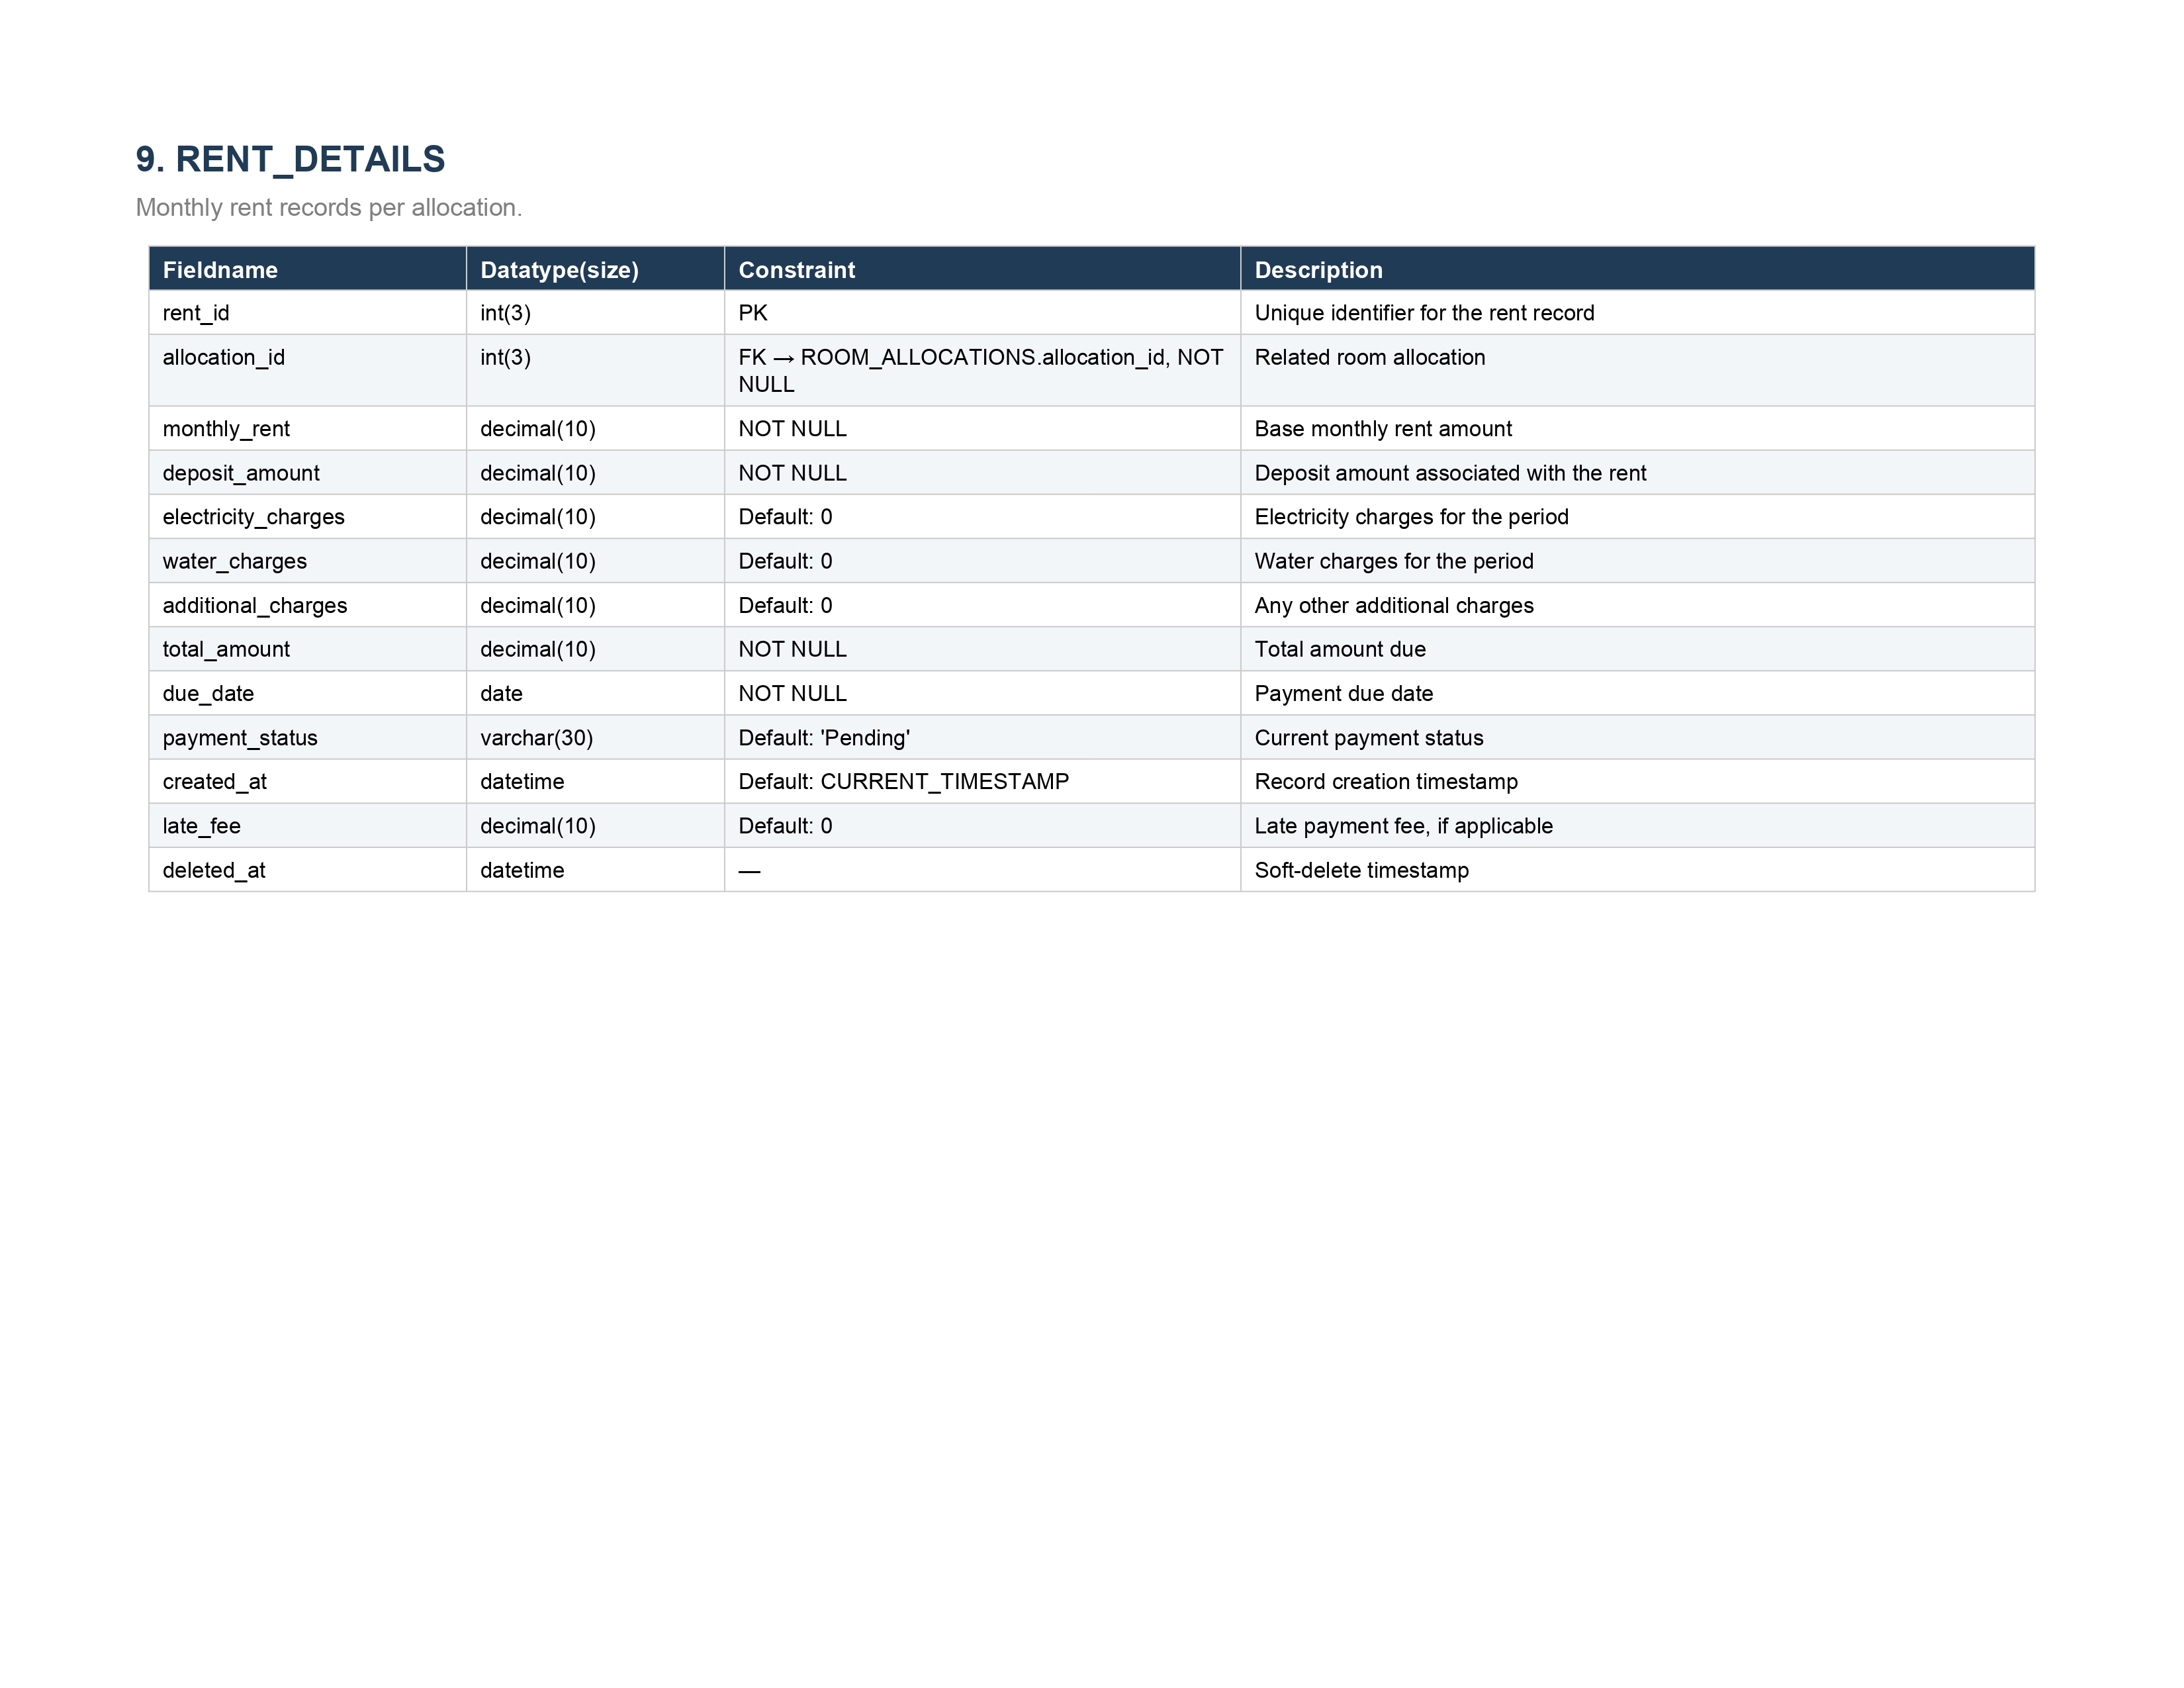 9. RENT_DETAILS
Monthly rent records per allocation.
Fieldname Datatype(size) Constraint Description
rent_id int(3) PK Unique identifier for the rent record
allocation_id int(3) FK → ROOM_ALLOCATIONS.allocation_id, NOT NULL Related room allocation
monthly_rent decimal(10) NOT NULL Base monthly rent amount
deposit_amount decimal(10) NOT NULL Deposit amount associated with the rent
electricity_charges decimal(10) Default: 0 Electricity charges for the period
water_charges decimal(10) Default: 0 Water charges for the period
additional_charges decimal(10) Default: 0 Any other additional charges
total_amount decimal(10) NOT NULL Total amount due
due_date date NOT NULL Payment due date
payment_status varchar(30) Default: 'Pending' Current payment status
created_at datetime Default: CURRENT_TIMESTAMP Record creation timestamp
late_fee decimal(10) Default: 0 Late payment fee, if applicable
deleted_at datetime — Soft-delete timestamp